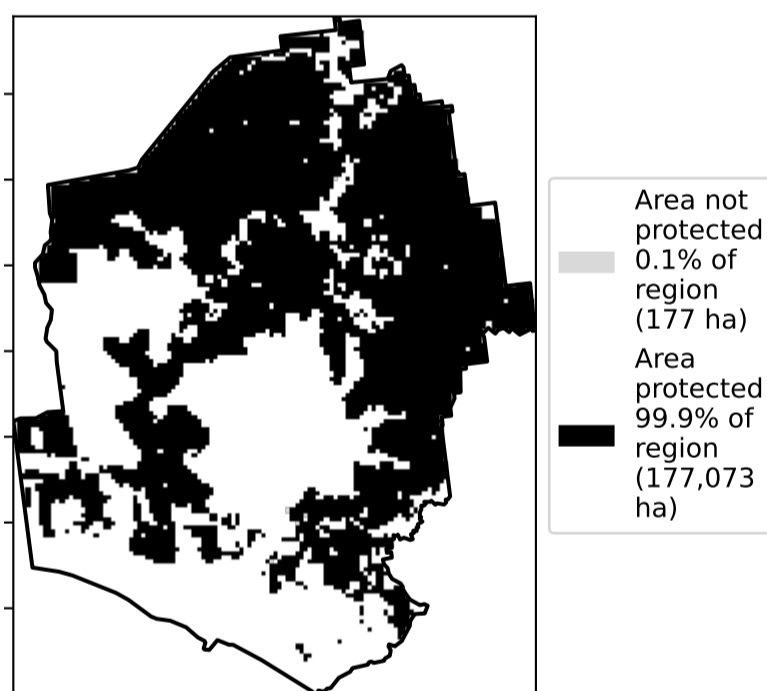 Area not
protected
0.1% of
region
(177 ha)
Area
protected
99.9% of
region
(177,073
ha)